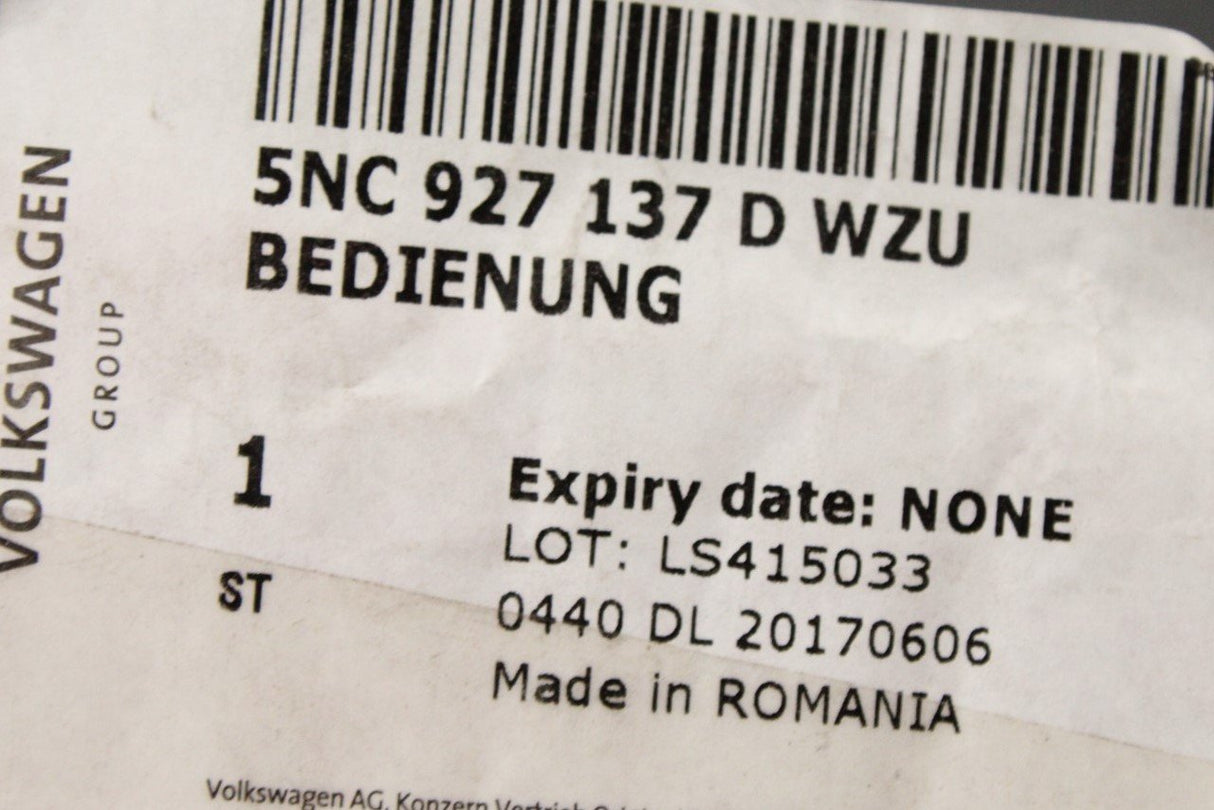 5NC 927 137 D WZU
BEDIENUNG
VOLKSWAGEN
GROUP
1
ST
Expiry date: NONE
LOT: LS415033
0440 DL 20170606
Made in ROMANIA
Volkswagen AG, Konzern Vertrieb